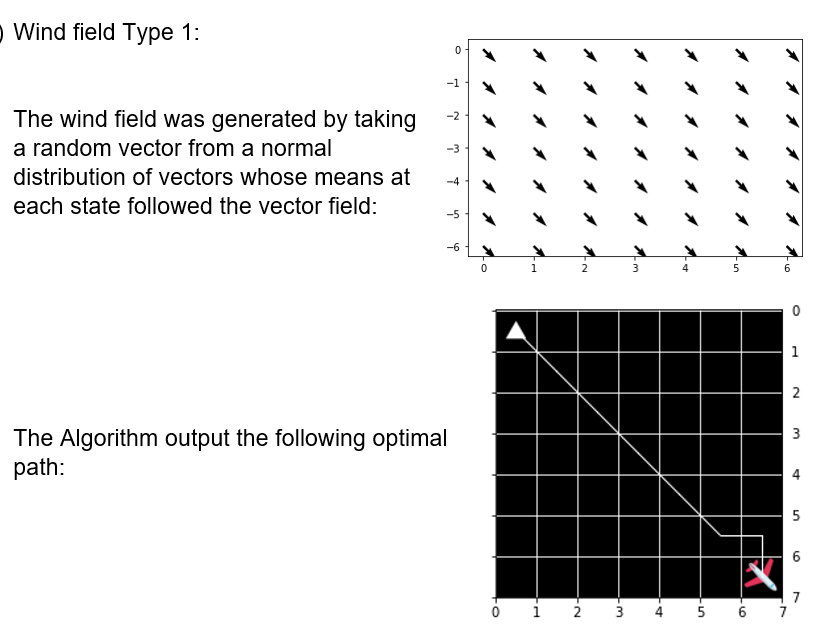 ) Wind field Type 1:
The wind field was generated by taking
a random vector from a normal
distribution of vectors whose means at
each state followed the vector field:
0
−1
−2
−3
−4
−5
−6
0 1 2 3 4 5 6
The Algorithm output the following optimal
path:
0
1
2
3
4
5
6
7
0 1 2 3 4 5 6 7